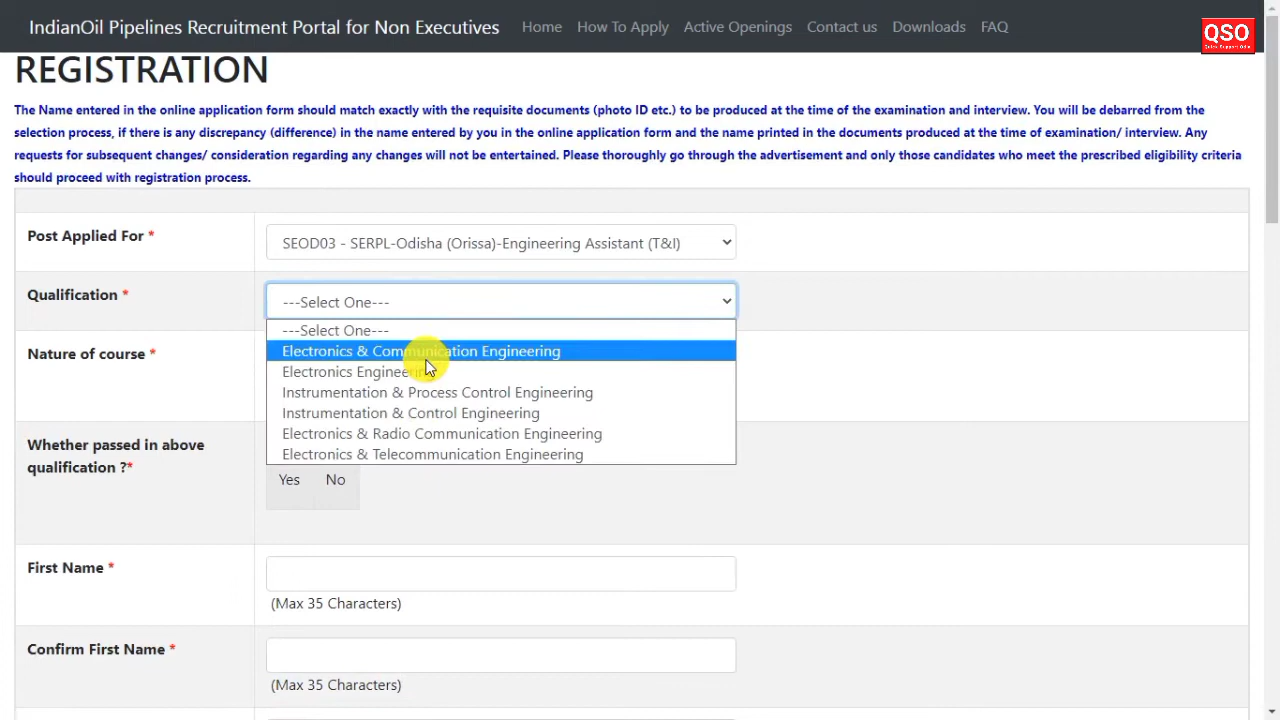 IndianOil Pipelines Recruitment Portal for Non Executives Home How To Apply Active Openings Contact us Downloads FAQ
QSO
REGISTRATION
The Name entered in the online application form should match exactly with the requisite documents (photo ID etc.) to be produced at the time of the examination and interview. You will be debarred from the
selection process, if there is any discrepancy (difference) in the name entered by you in the online application form and the name printed in the documents produced at the time of examination/ interview. Any
requests for subsequent changes/ consideration regarding any changes will not be entertained. Please thoroughly go through the advertisement and only those candidates who meet the prescribed eligibility criteria
should proceed with registration process.
Post Applied For *
SEOD03 - SERPL-Odisha (Orissa)-Engineering Assistant (T&I)
Qualification *
---Select One---
---Select One---
Electronics & Communication Engineering
Electronics Engineering
Instrumentation & Process Control Engineering
Instrumentation & Control Engineering
Electronics & Radio Communication Engineering
Electronics & Telecommunication Engineering
Nature of course *
Whether passed in above
qualification ?*
Yes No
First Name *
(Max 35 Characters)
Confirm First Name *
(Max 35 Characters)